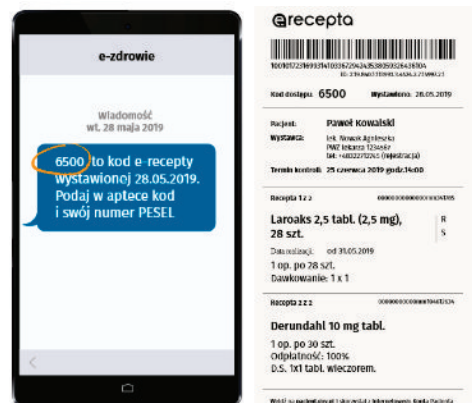 e-zdrowie
Wiadomość
wt. 28 maja 2019
6500 to kod e-recepty
wystawionej 28.05.2019.
Podaj w aptece kod
i swój numer PESEL
erecepta
Kod dostępu 6500 Wystawiono: 28.05.2019
Pacjent: Paweł Kowalski
Wystawca: lek. Nowak Agnieszka
PWZ lekarza 1234567
Termin kontroli: 25 czerwca 2019 godz.14:00
Recepta 1 z 2
Laroaks 2,5 tabl. (2,5 mg), R
28 szt. S
Data realizacji: od 31.05.2019
1 op. po 28 szt.
Dawkowanie: 1 x 1
Recepta 2 z 2
Derundahl 10 mg tabl.
1 op. po 30 szt.
Odpłatność: 100%
D.S. 1x1 tabl. wieczorem.